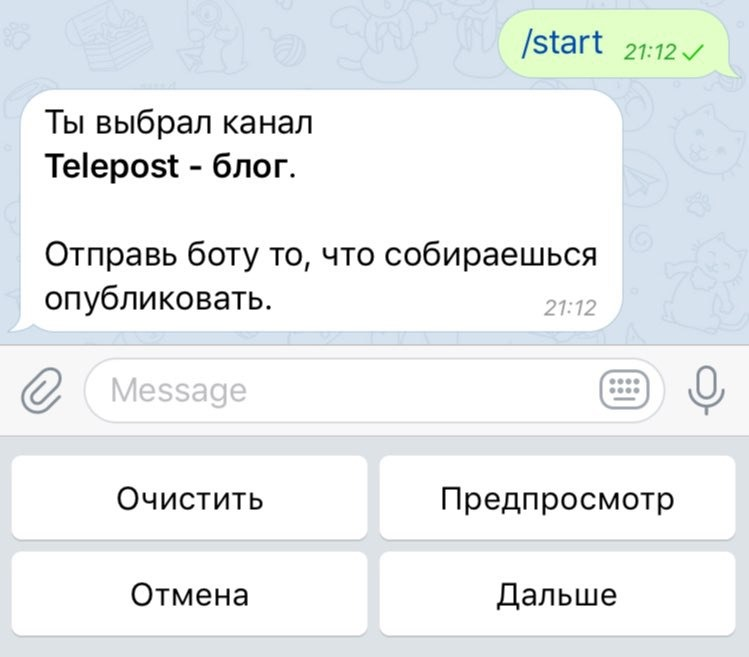 /start 21:12
Ты выбрал канал
Telepost - блог.
Отправь боту то, что собираешься
опубликовать. 21:12
Message
Очистить Предпросмотр
Отмена Дальше